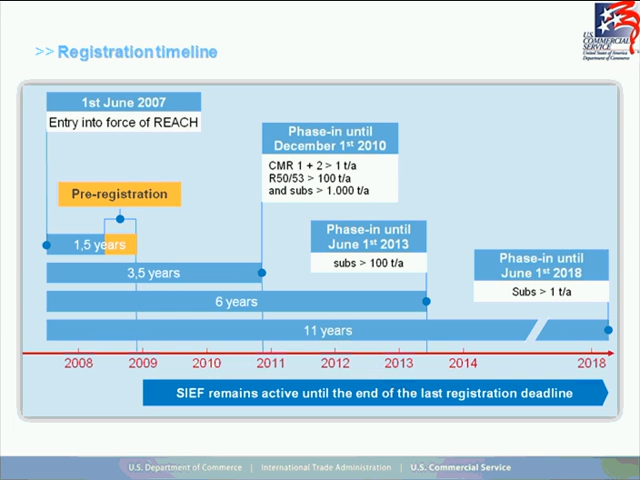 U.S.
COMMERCIAL
SERVICE
United States of America
Department of Commerce
>> Registration timeline
1st June 2007
Entry into force of REACH
Phase-in until
December 1st 2010
CMR 1 + 2 > 1 t/a
R50/53 > 100 t/a
and subs > 1.000 t/a
Pre-registration
Phase-in until
June 1st 2013
subs > 100 t/a
Phase-in until
June 1st 2018
Subs > 1 t/a
1,5 years
3,5 years
6 years
11 years
2008 2009 2010 2011 2012 2013 2014 2018
SIEF remains active until the end of the last registration deadline
U.S. Department of Commerce | International Trade Administration | U.S. Commercial Service